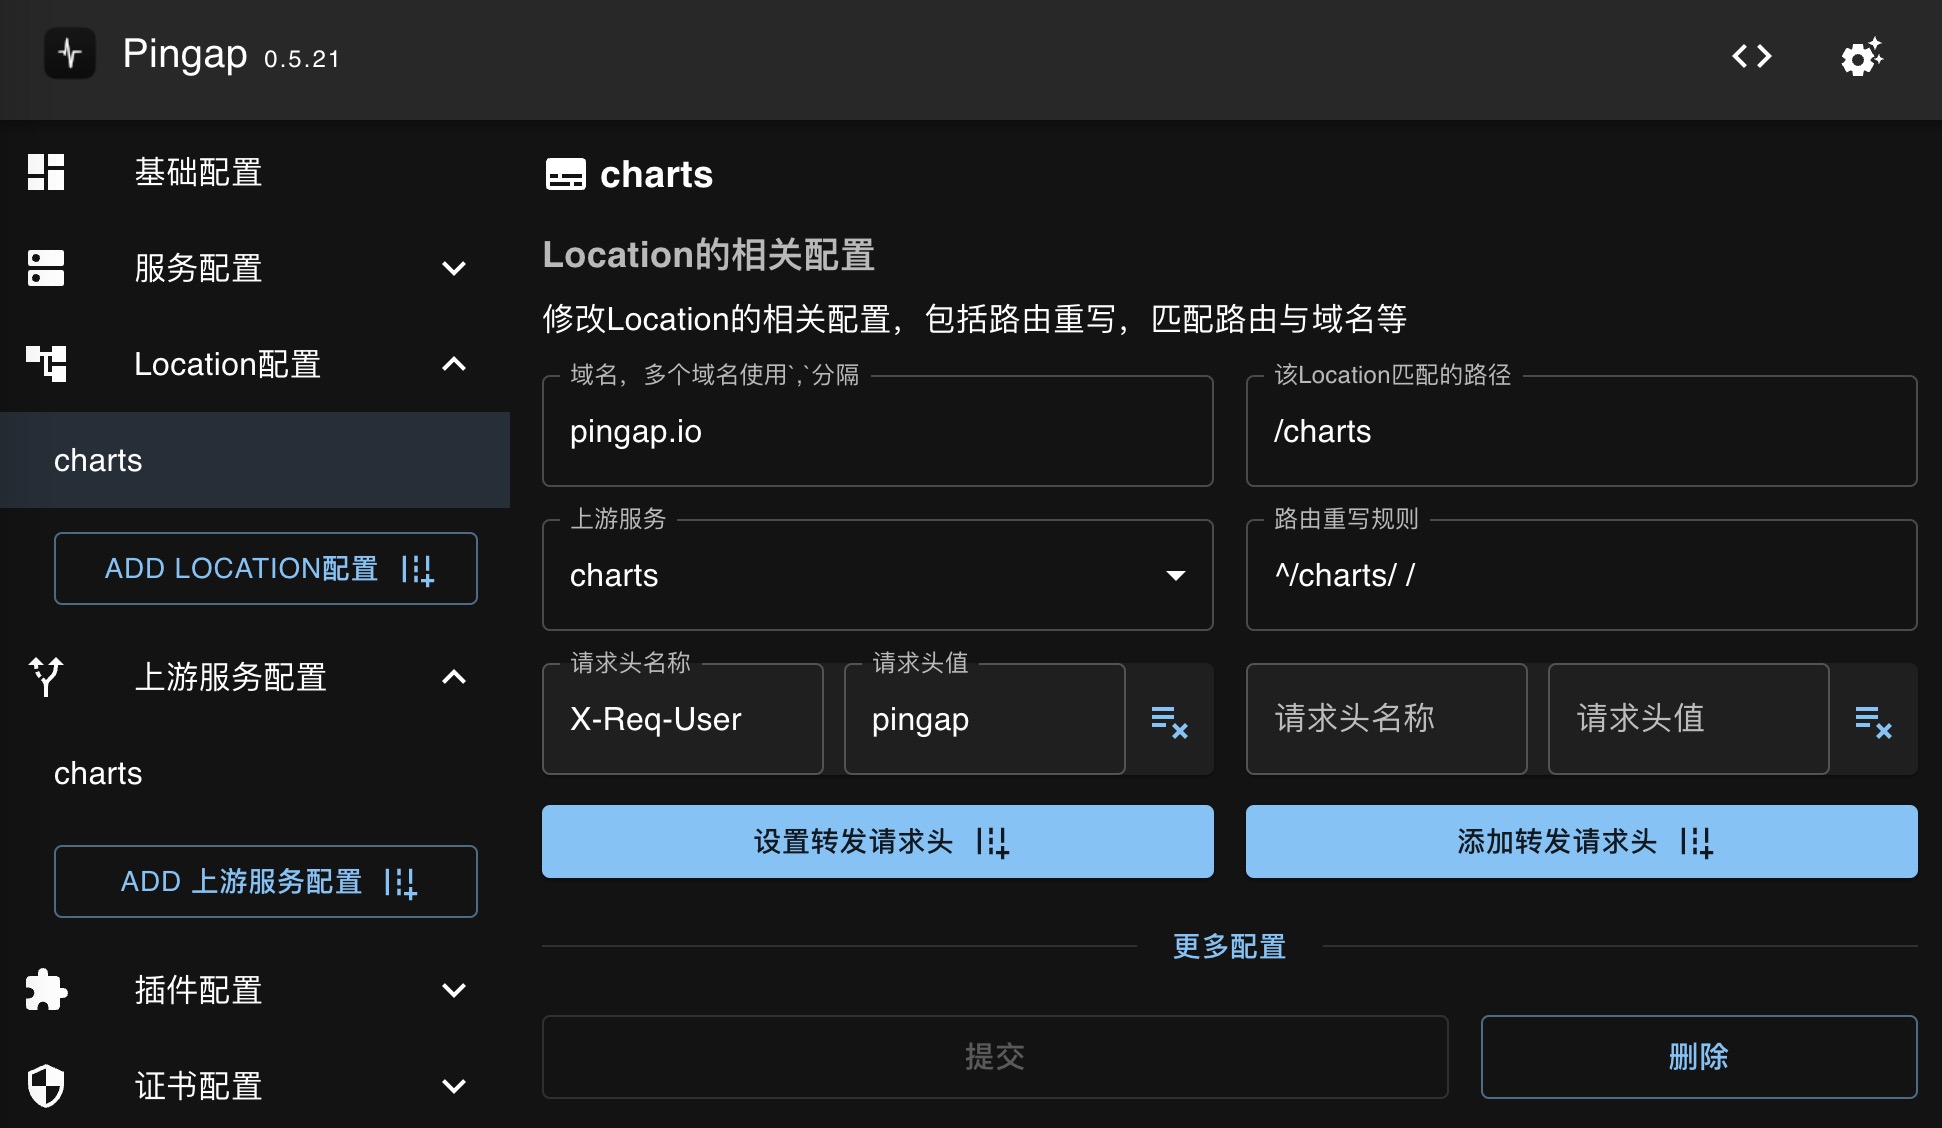 Pingap 0.5.21
基础配置
服务配置
Location配置
charts
ADD LOCATION配置
上游服务配置
charts
ADD 上游服务配置
插件配置
证书配置
charts
Location的相关配置
修改Location的相关配置，包括路由重写，匹配路由与域名等
域名，多个域名使用`,`分隔
pingap.io
该Location匹配的路径
/charts
上游服务
charts
路由重写规则
^/charts/ /
请求头名称
X-Req-User
请求头值
pingap
请求头名称
请求头值
设置转发请求头
添加转发请求头
更多配置
提交
删除